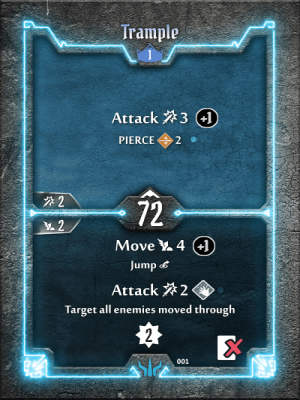 Trample
1
Attack 3 +1
PIERCE 2
2
2
72
Move 4 +1
Jump
Attack 2
Target all enemies moved through
2
001